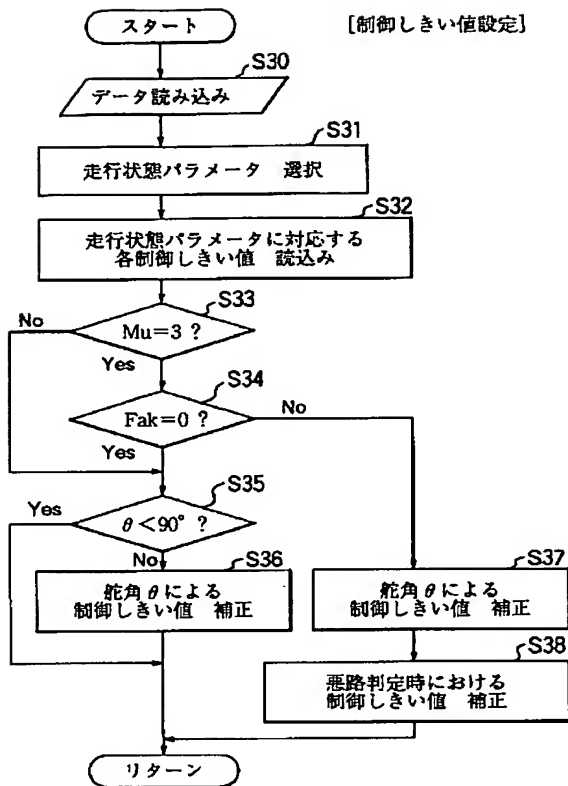 スタート
[制御しきい値設定]
S30
データ読み込み
S31
走行状態パラメータ 選択
S32
走行状態パラメータに対応する
各制御しきい値 読込み
S33
No
Mu=3 ?
Yes
S34
Fak=0 ?
No
Yes
S35
Yes
θ<90° ?
No
S36
舵角θによる
制御しきい値 補正
S37
舵角θによる
制御しきい値 補正
S38
悪路判定時における
制御しきい値 補正
リターン